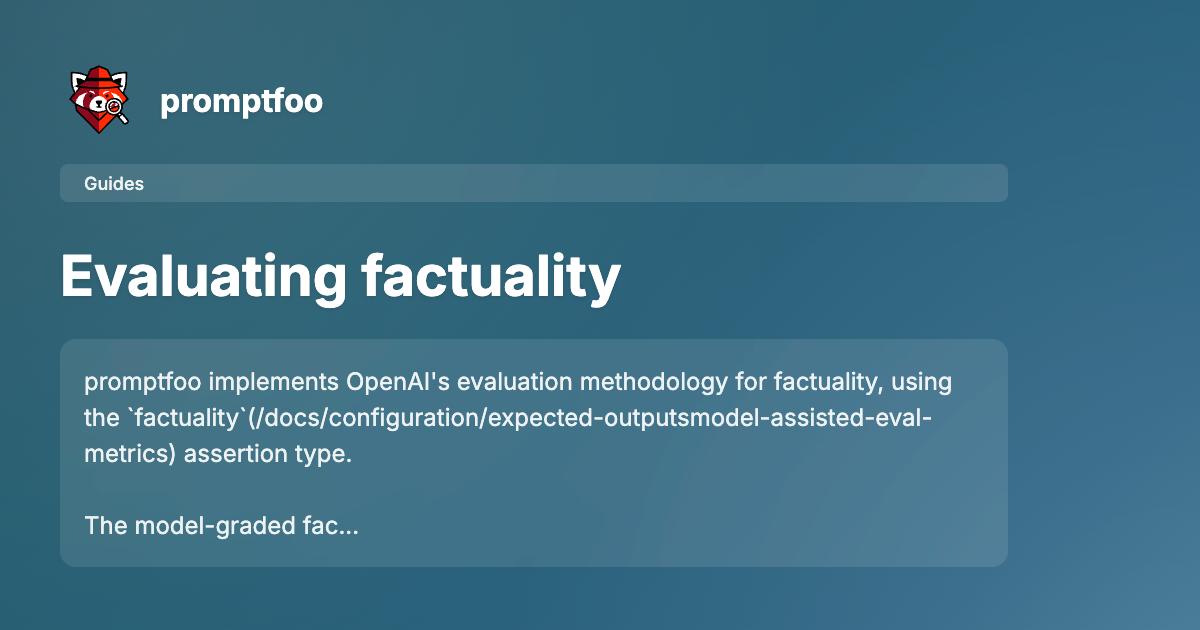 promptfoo
Guides
Evaluating factuality
promptfoo implements OpenAI's evaluation methodology for factuality, using
the `factuality`(/docs/configuration/expected-outputsmodel-assisted-eval-
metrics) assertion type.
The model-graded fac...